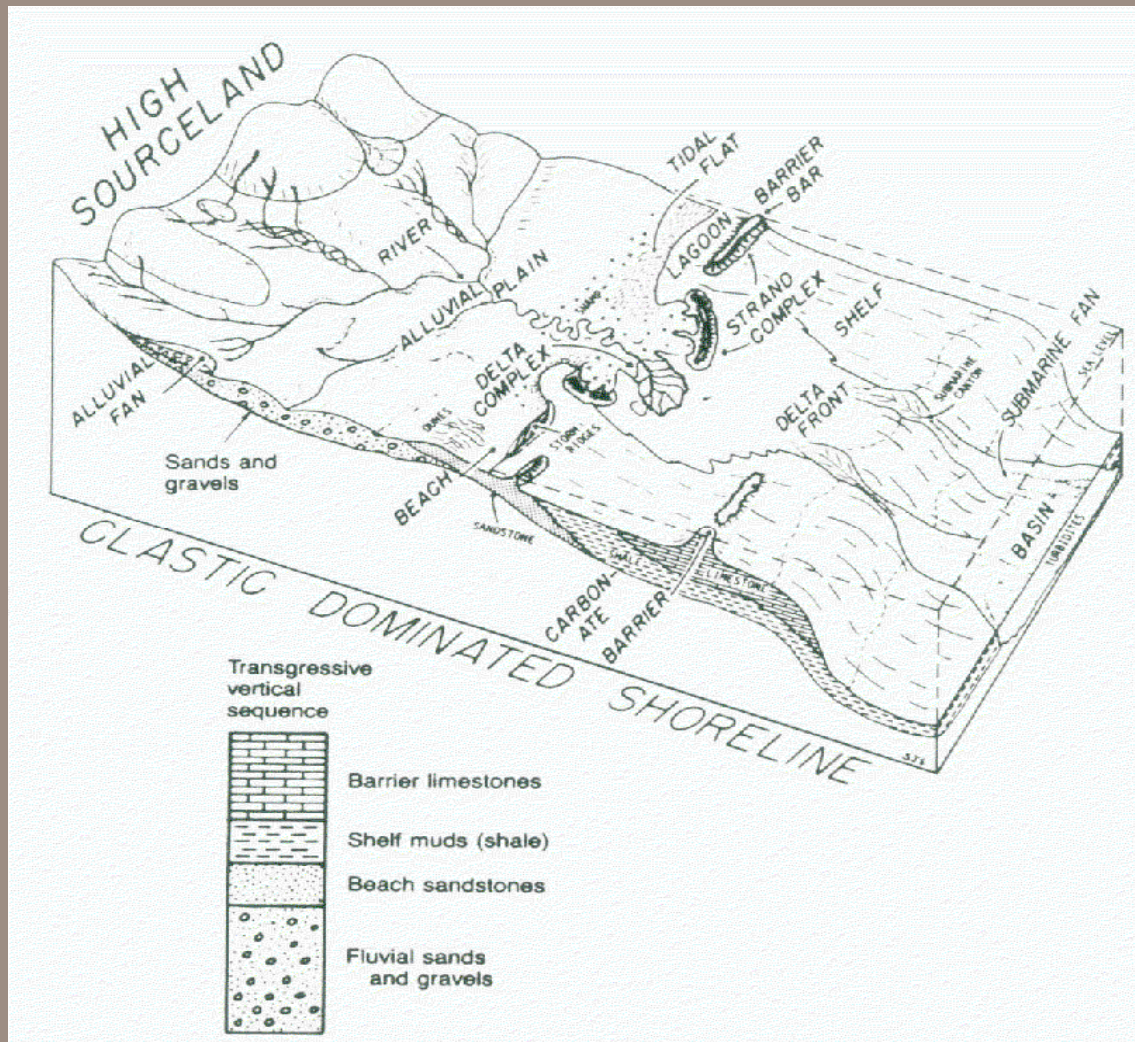 HIGH
SOURCELAND
TIDAL
FLAT
BARRIER
BAR
LAGOON
RIVER
ALLUVIAL PLAIN
SWAMP
STRAND
COMPLEX
SHELF
SUBMARINE FAN
SEA LEVEL
SUBMARINE
CANYON
DELTA
COMPLEX
DELTA
FRONT
ALLUVIAL
FAN
DUNES
STORM
RIDGES
Sands and
gravels
BEACH
SANDSTONE
BASIN
TURBIDITES
SHALE
LIMESTONE
CARBON-
ATE
BARRIER
CLASTIC DOMINATED SHORELINE
Transgressive
vertical
sequence
Barrier limestones
Shelf muds (shale)
Beach sandstones
Fluvial sands
and gravels